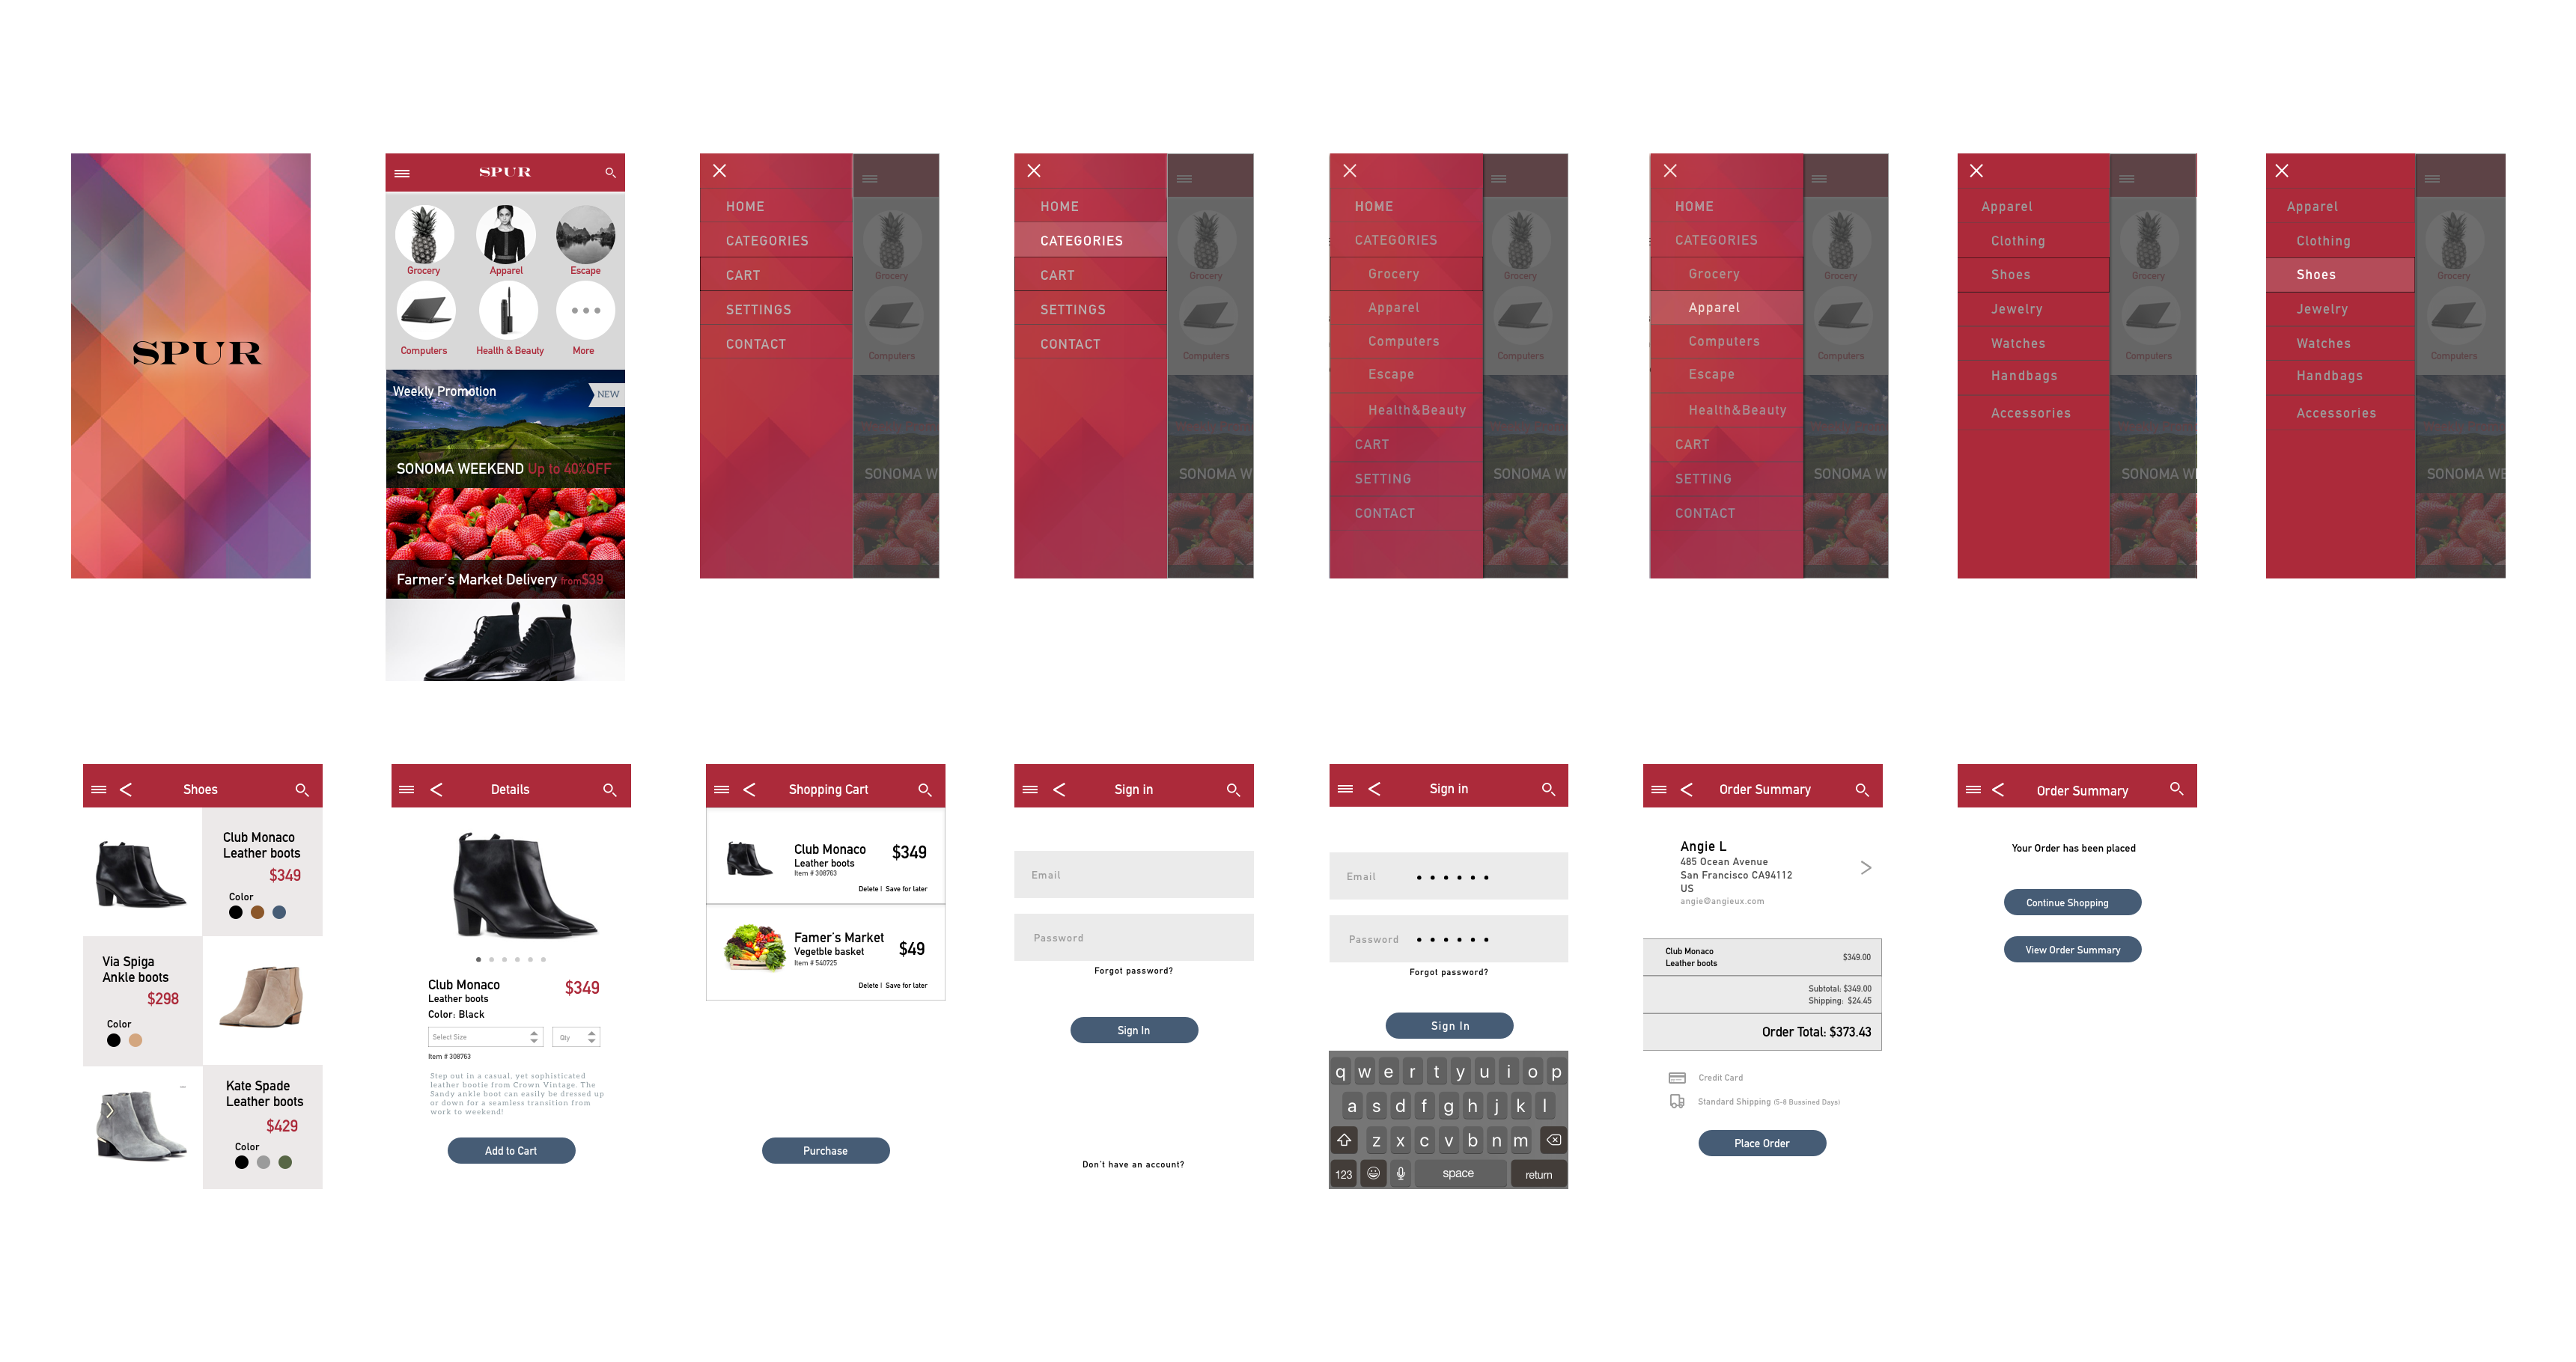 SPUR
SPUR
Grocery
Apparel
Escape
Computers
Health & Beauty
More
Weekly Promotion
NEW
SONOMA WEEKEND Up to 40%OFF
Farmer's Market Delivery from$39
HOME
CATEGORIES
CART
SETTINGS
CONTACT
Grocery
Computers
SONOMA W
HOME
CATEGORIES
CART
SETTINGS
CONTACT
Grocery
Computers
SONOMA W
HOME
CATEGORIES
Grocery
Apparel
Computers
Escape
Health&Beauty
CART
SETTING
CONTACT
Grocery
Computers
SONOMA W
HOME
CATEGORIES
Grocery
Apparel
Computers
Escape
Health&Beauty
CART
SETTING
CONTACT
Grocery
Computers
SONOMA W
Apparel
Clothing
Shoes
Jewelry
Watches
Handbags
Accessories
Grocery
Computers
SONOMA W
Apparel
Clothing
Shoes
Jewelry
Watches
Handbags
Accessories
Grocery
Computers
SONOMA WE
Shoes
Club Monaco
Leather boots
$349
Color
Via Spiga
Ankle boots
$298
Color
Kate Spade
Leather boots
$429
Color
Details
Club Monaco
$349
Leather boots
Color: Black
Select Size
Qty
Item # 308763
Step out in a casual, yet sophisticated
leather bootie from Crown Vintage. The
Sandy ankle boot can easily be dressed up
or down for a seamless transition from
work to weekend!
Add to Cart
Shopping Cart
Club Monaco
$349
Leather boots
Item # 308763
Delete | Save for later
Famer's Market
$49
Vegetble basket
Item # 540725
Delete | Save for later
Purchase
Sign in
Email
Password
Forgot password?
Sign In
Don't have an account?
Sign in
Email
Password
Forgot password?
Sign In
q w e r t y u i o p
a s d f g h j k l
z x c v b n m
123 space return
Order Summary
Angie L
485 Ocean Avenue
San Francisco CA94112
US
angie@angieux.com
Club Monaco
Leather boots
$349.00
Subtotal: $349.00
Shipping: $24.45
Order Total: $373.43
Credit Card
Standard Shipping (5-8 Bussined Days)
Place Order
Order Summary
Your Order has been placed
Continue Shopping
View Order Summary